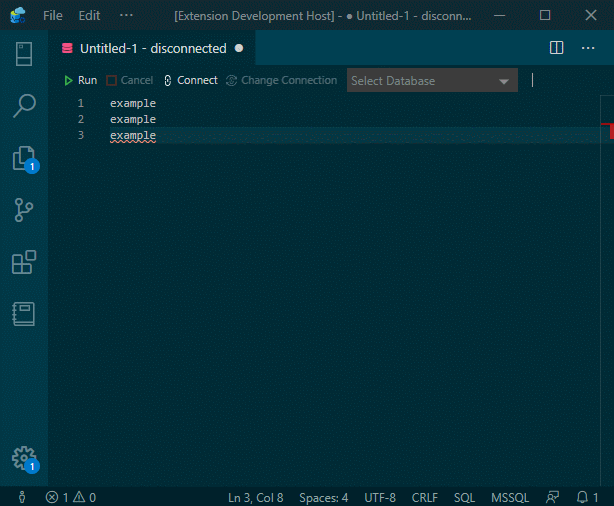 File Edit ··· [Extension Development Host] - ● Untitled-1 - disconn...
Untitled-1 - disconnected ●
Run Cancel Connect Change Connection Select Database
1 example
2 example
3 example
1
1
1 0 Ln 3, Col 8 Spaces: 4 UTF-8 CRLF SQL MSSQL 1